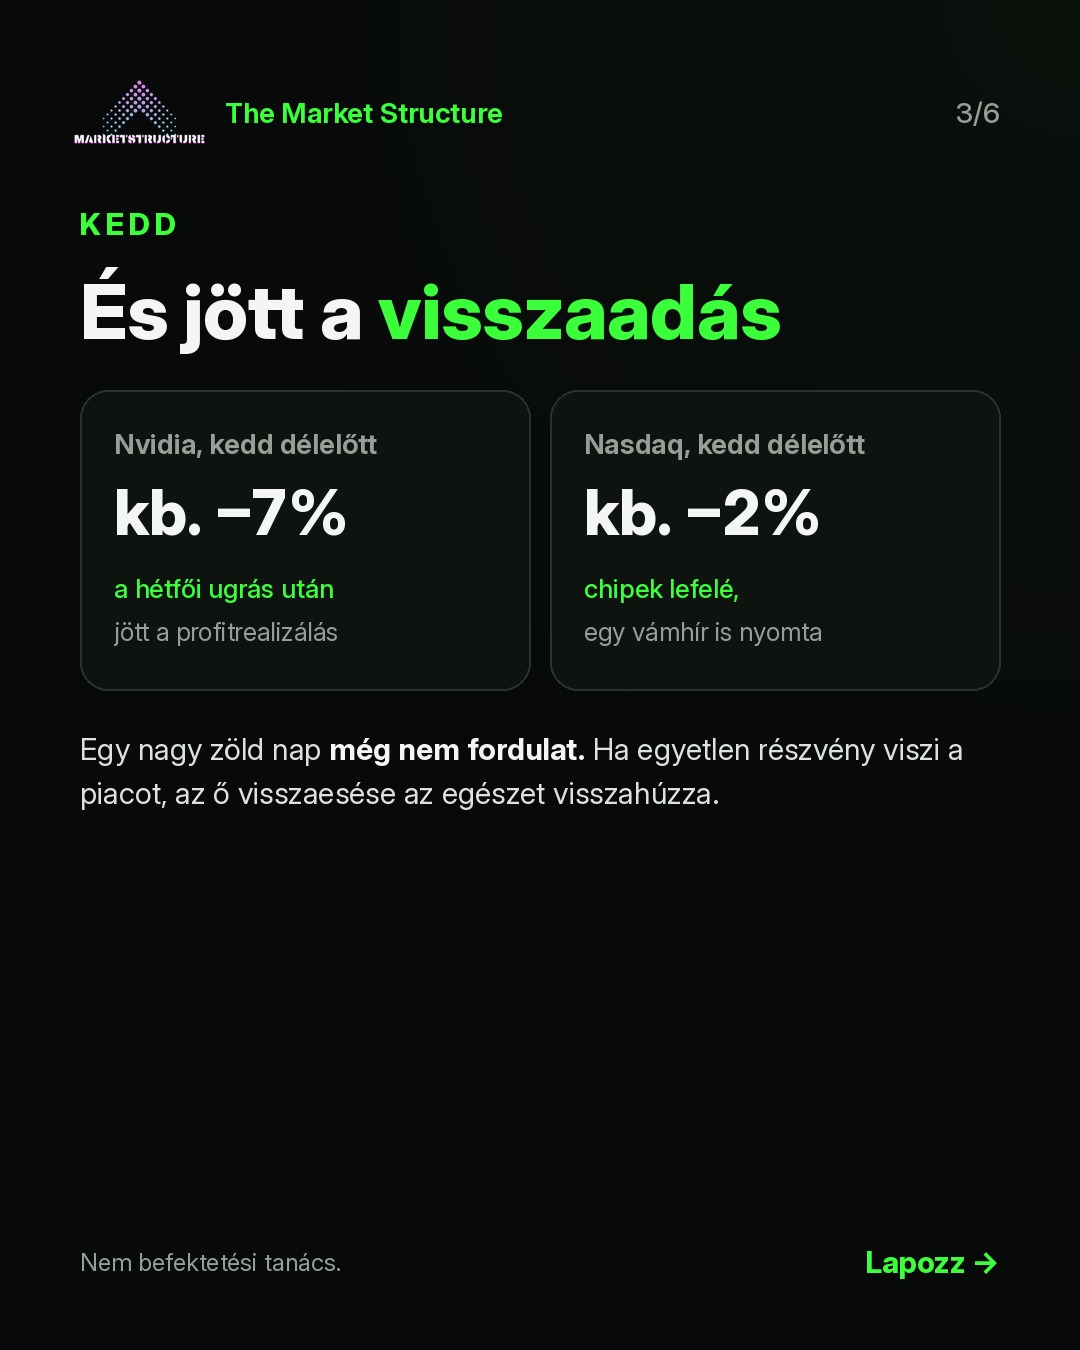 MARKETSTRUCTURE
The Market Structure
3/6
KEDD
És jött a visszaadás
Nvidia, kedd délelőtt
kb. −7%
a hétfői ugrás után
jött a profitrealizálás
Nasdaq, kedd délelőtt
kb. −2%
chipek lefelé,
egy vámhír is nyomta
Egy nagy zöld nap még nem fordulat. Ha egyetlen részvény viszi a
piacot, az ő visszaesése az egészet visszahúzza.
Nem befektetési tanács.
Lapozz →